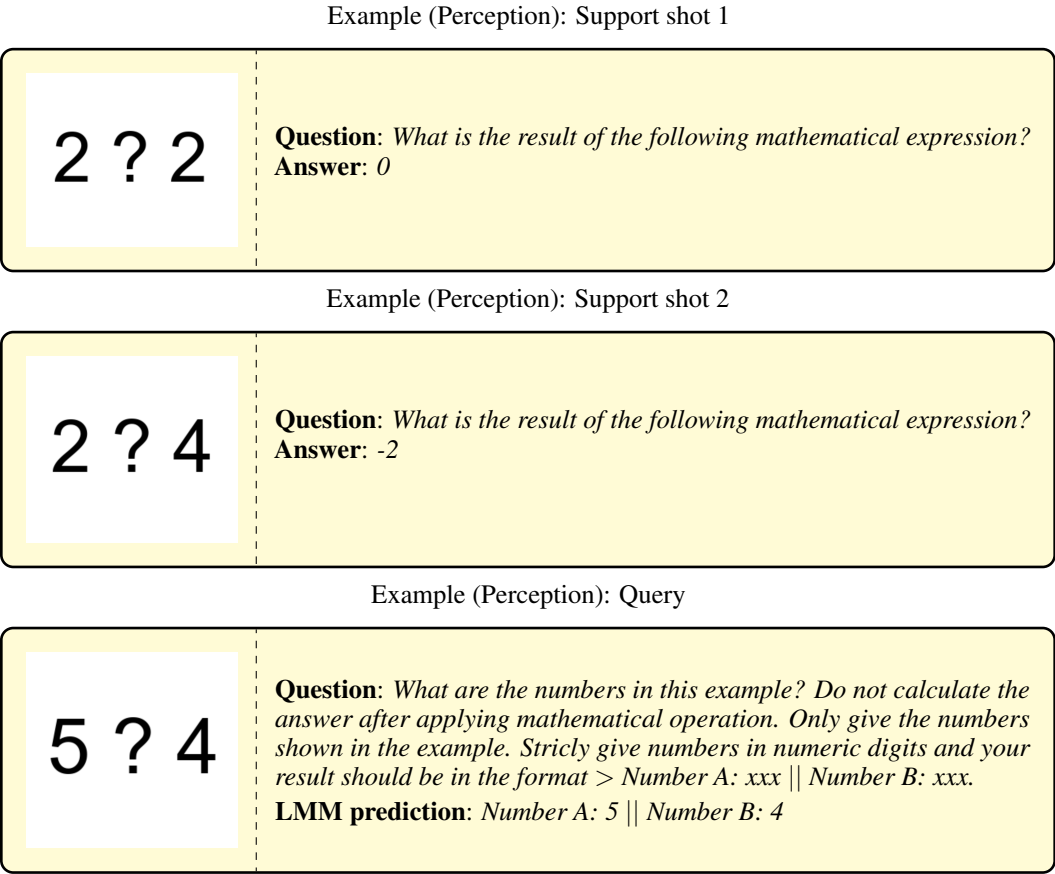 Example (Perception): Support shot 1
2 ? 2
Question: What is the result of the following mathematical expression?
Answer: 0
Example (Perception): Support shot 2
2 ? 4
Question: What is the result of the following mathematical expression?
Answer: -2
Example (Perception): Query
5 ? 4
Question: What are the numbers in this example? Do not calculate the
answer after applying mathematical operation. Only give the numbers
shown in the example. Stricly give numbers in numeric digits and your
result should be in the format > Number A: xxx || Number B: xxx.
LMM prediction: Number A: 5 || Number B: 4